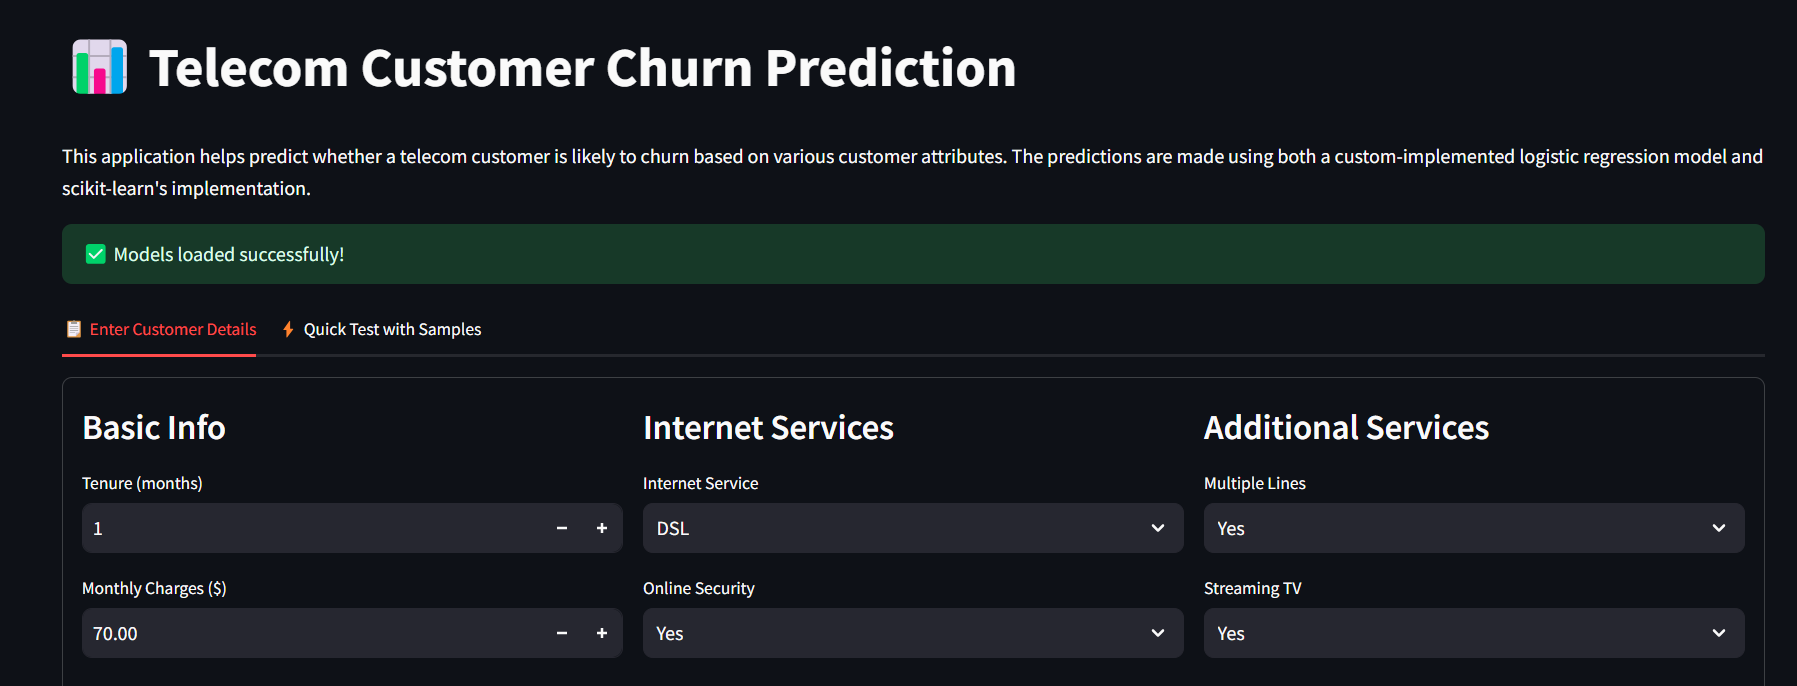 Telecom Customer Churn Prediction
This application helps predict whether a telecom customer is likely to churn based on various customer attributes. The predictions are made using both a custom-implemented logistic regression model and
scikit-learn's implementation.
Models loaded successfully!
Enter Customer Details Quick Test with Samples
Basic Info
Tenure (months)
1
Monthly Charges ($)
70.00
Internet Services
Internet Service
DSL
Online Security
Yes
Additional Services
Multiple Lines
Yes
Streaming TV
Yes